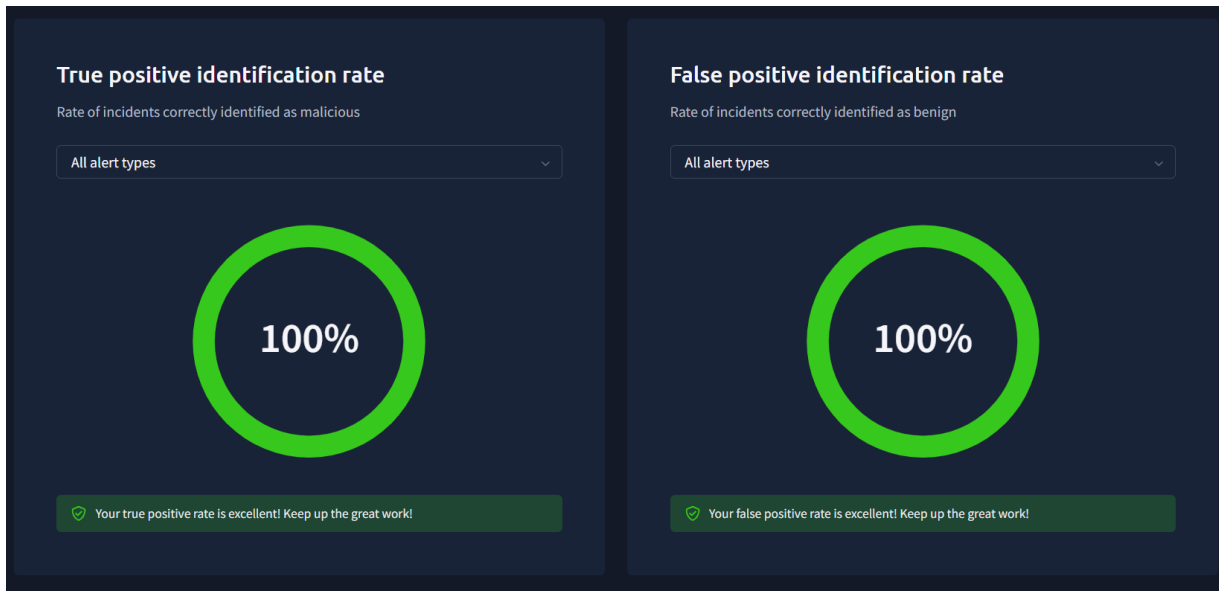 True positive identification rate
Rate of incidents correctly identified as malicious
All alert types
100%
Your true positive rate is excellent! Keep up the great work!
False positive identification rate
Rate of incidents correctly identified as benign
All alert types
100%
Your false positive rate is excellent! Keep up the great work!